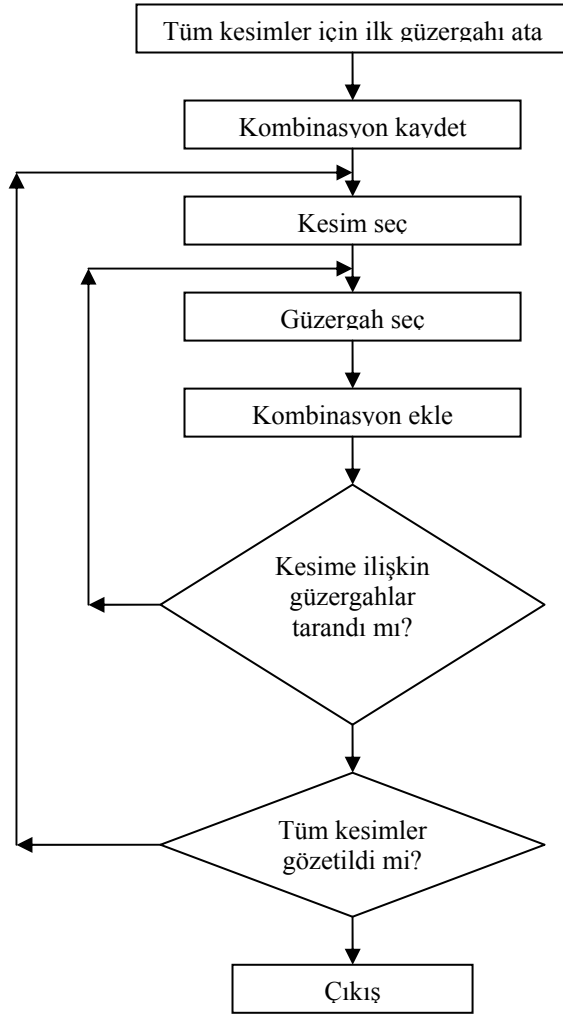 Tüm kesimler için ilk güzergahı ata
Kombinasyon kaydet
Kesim seç
Güzergah seç
Kombinasyon ekle
Kesime ilişkin
güzergahlar
tarandı mı?
Tüm kesimler
gözetildi mi?
Çıkış